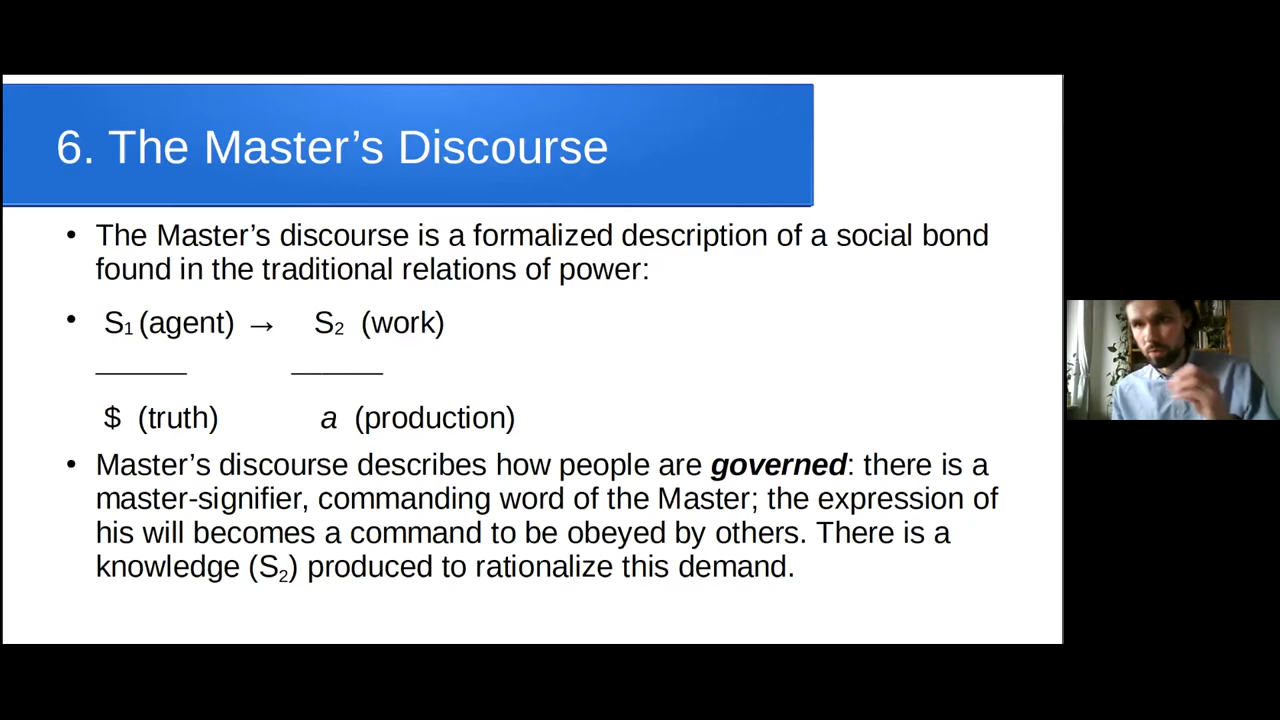 6. The Master’s Discourse
• The Master’s discourse is a formalized description of a social bond
found in the traditional relations of power:
• S₁ (agent) → S₂ (work)
______ ______
$ (truth) a (production)
• Master’s discourse describes how people are governed: there is a
master-signifier, commanding word of the Master; the expression of
his will becomes a command to be obeyed by others. There is a
knowledge (S₂) produced to rationalize this demand.